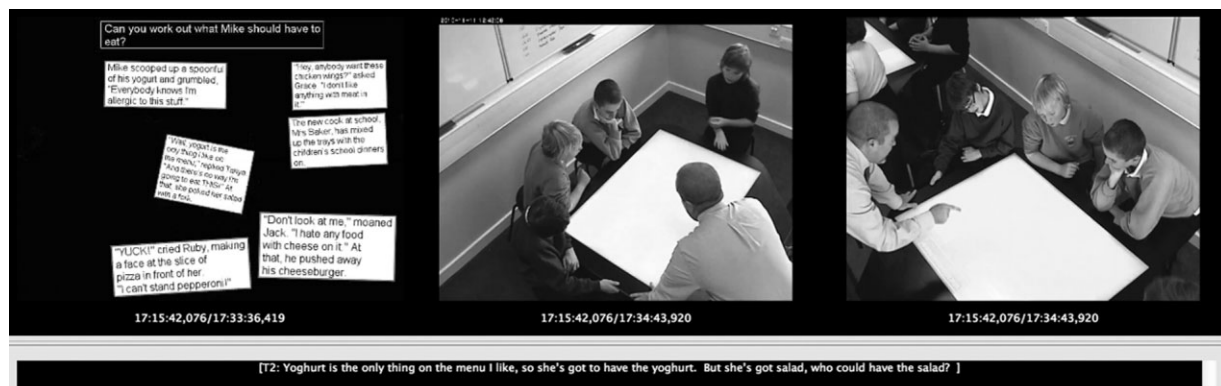 Can you work out what Mike should have to
eat?
Mike scooped up a spoonful
of his yogurt and grumbled,
"Everybody knows I'm
allergic to this stuff."
"Hey, anybody want these
chicken wings?" asked
Grace. "I don't like
anything with meat in
it."
The new cook at school,
Mrs Baker, has mixed
up the trays with the
children's school dinners
on.
"Well, yogurt is the
only thing I like on
the menu," replied Tanya.
"And there's no way I'm
going to eat THIS!" At
that, she poked her salad
with a fork.
"Don't look at me," moaned
Jack. "I hate any food
with cheese on it." At
that, he pushed away
his cheeseburger.
"YUCK!" cried Ruby, making
a face at the slice of
pizza in front of her.
"I can't stand pepperoni!"
17:15:42,076/17:33:36,419
17:15:42,076/17:34:43,920
17:15:42,076/17:34:43,920
[T2: Yoghurt is the only thing on the menu I like, so she's got to have the yoghurt. But she's got salad, who could have the salad? ]